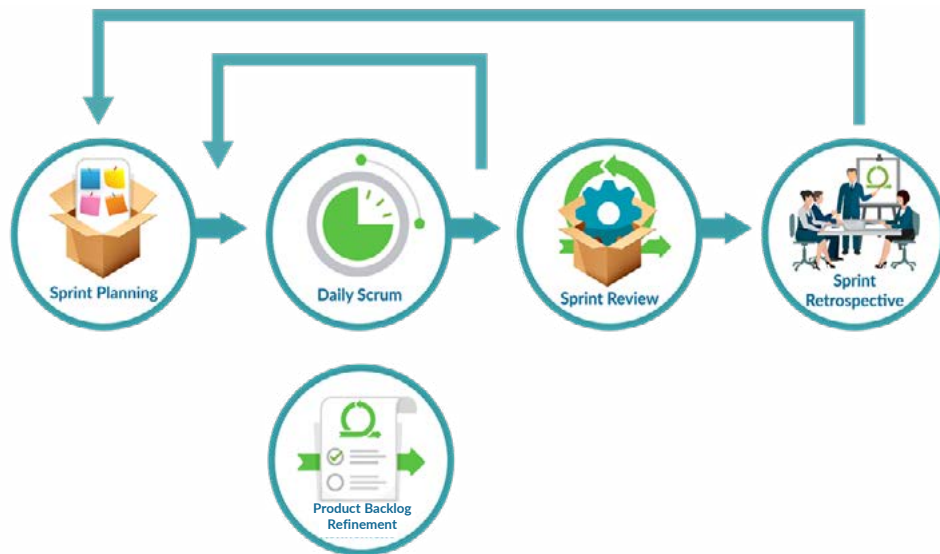 Sprint Planning
Daily Scrum
Sprint Review
Sprint
Retrospective
Product Backlog
Refinement